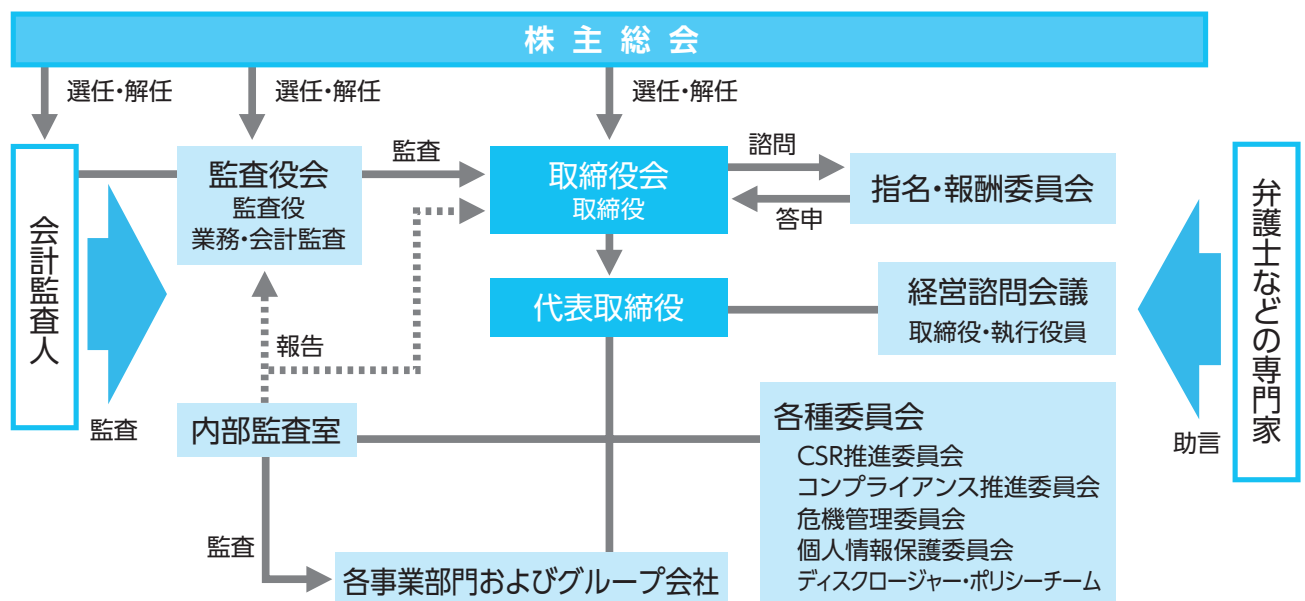 株主総会
選任・解任
選任・解任
選任・解任
会計監査人
監査
監査役会
監査役
業務・会計監査
監査
取締役会
取締役
諮問
答申
指名・報酬委員会
代表取締役
経営諮問会議
取締役・執行役員
弁護士などの専門家
助言
報告
内部監査室
監査
各事業部門およびグループ会社
各種委員会
CSR推進委員会
コンプライアンス推進委員会
危機管理委員会
個人情報保護委員会
ディスクロージャー・ポリシーチーム